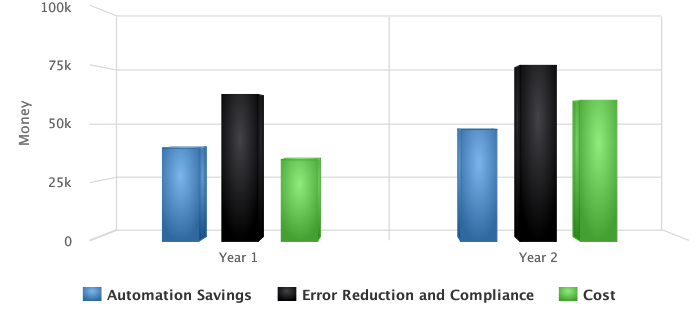 100k
75k
50k
25k
0
Money
Year 1
Year 2
Automation Savings
Error Reduction and Compliance
Cost